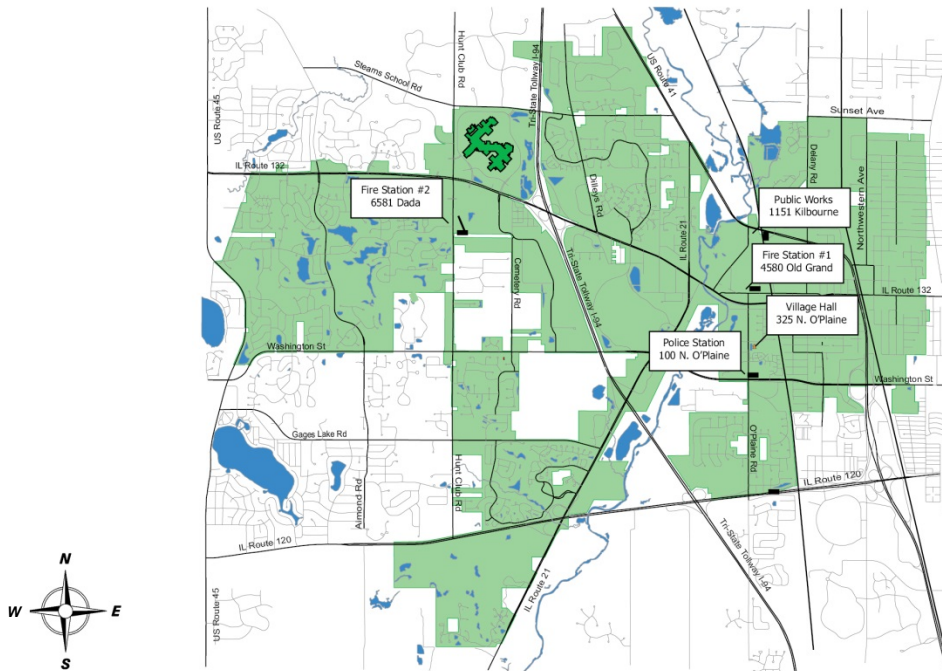 Hunt Club Rd
Tri-State Tollway I-94
US Route 41
Stearns School Rd
US Route 45
Sunset Ave
IL Route 132
Fire Station #2
6581 Dada
Dilleys Rd
Delany Rd
Northwestern Ave
Public Works
1151 Kilbourne
IL Route 21
Fire Station #1
4580 Old Grand
Cemetery Rd
Tri-State Tollway I-94
IL Route 132
Village Hall
325 N. O'Plaine
Washington St
Police Station
100 N. O'Plaine
Washington St
Gages Lake Rd
Almond Rd
Hunt Club Rd
O'Plaine Rd
IL Route 120
IL Route 120
Tri-State Tollway I-94
IL Route 21
US Route 45
N
W
E
S